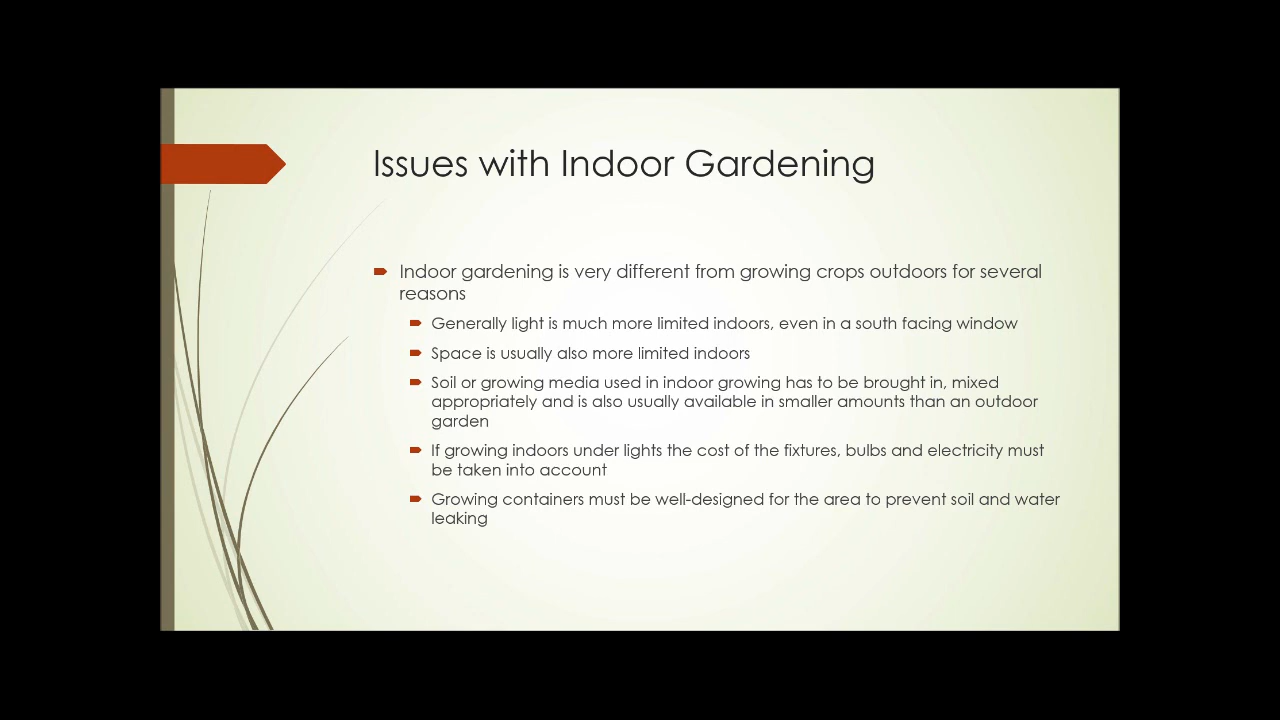 Issues with Indoor Gardening
Indoor gardening is very different from growing crops outdoors for several
reasons
Generally light is much more limited indoors, even in a south facing window
Space is usually also more limited indoors
Soil or growing media used in indoor growing has to be brought in, mixed
appropriately and is also usually available in smaller amounts than an outdoor
garden
If growing indoors under lights the cost of the fixtures, bulbs and electricity must
be taken into account
Growing containers must be well-designed for the area to prevent soil and water
leaking